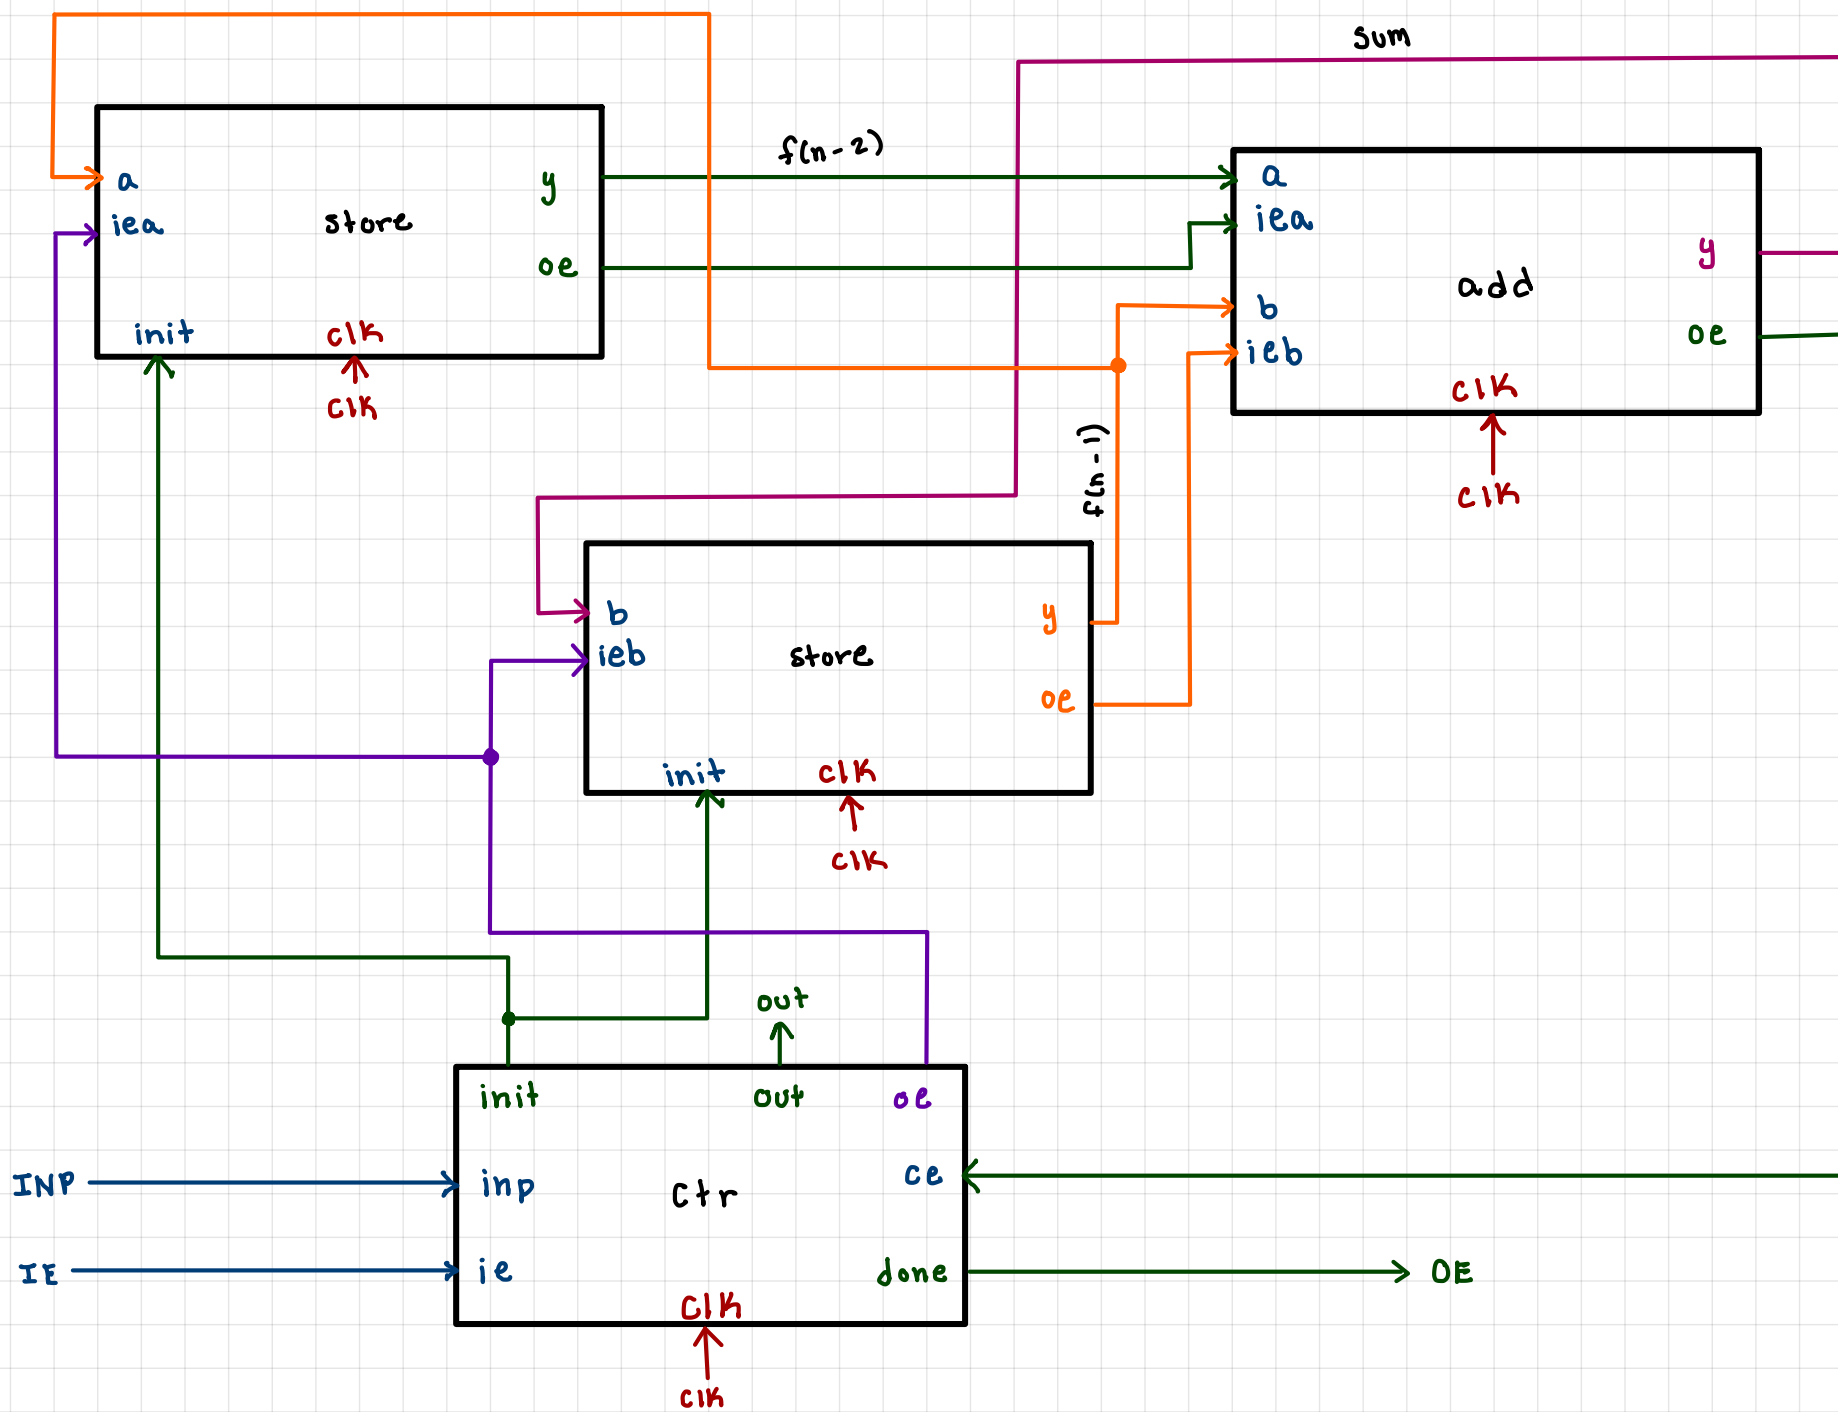 sum
f(n-2)
a
iea
store
y
oe
init
clk
clk
a
iea
b
ieb
add
y
oe
clk
clk
f(n-1)
b
ieb
store
y
oe
init
clk
clk
out
init
out
oe
INP
inp
ctr
ce
IE
ie
done
OE
clk
clk